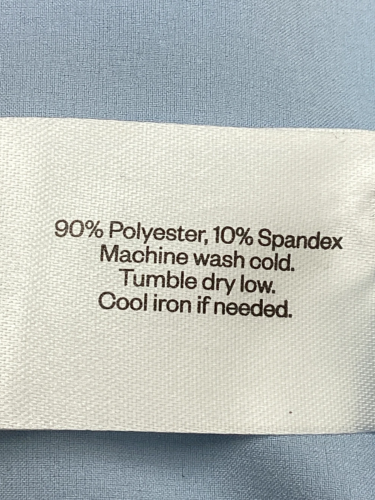 90% Polyester, 10% Spandex
Machine wash cold.
Tumble dry low.
Cool iron if needed.